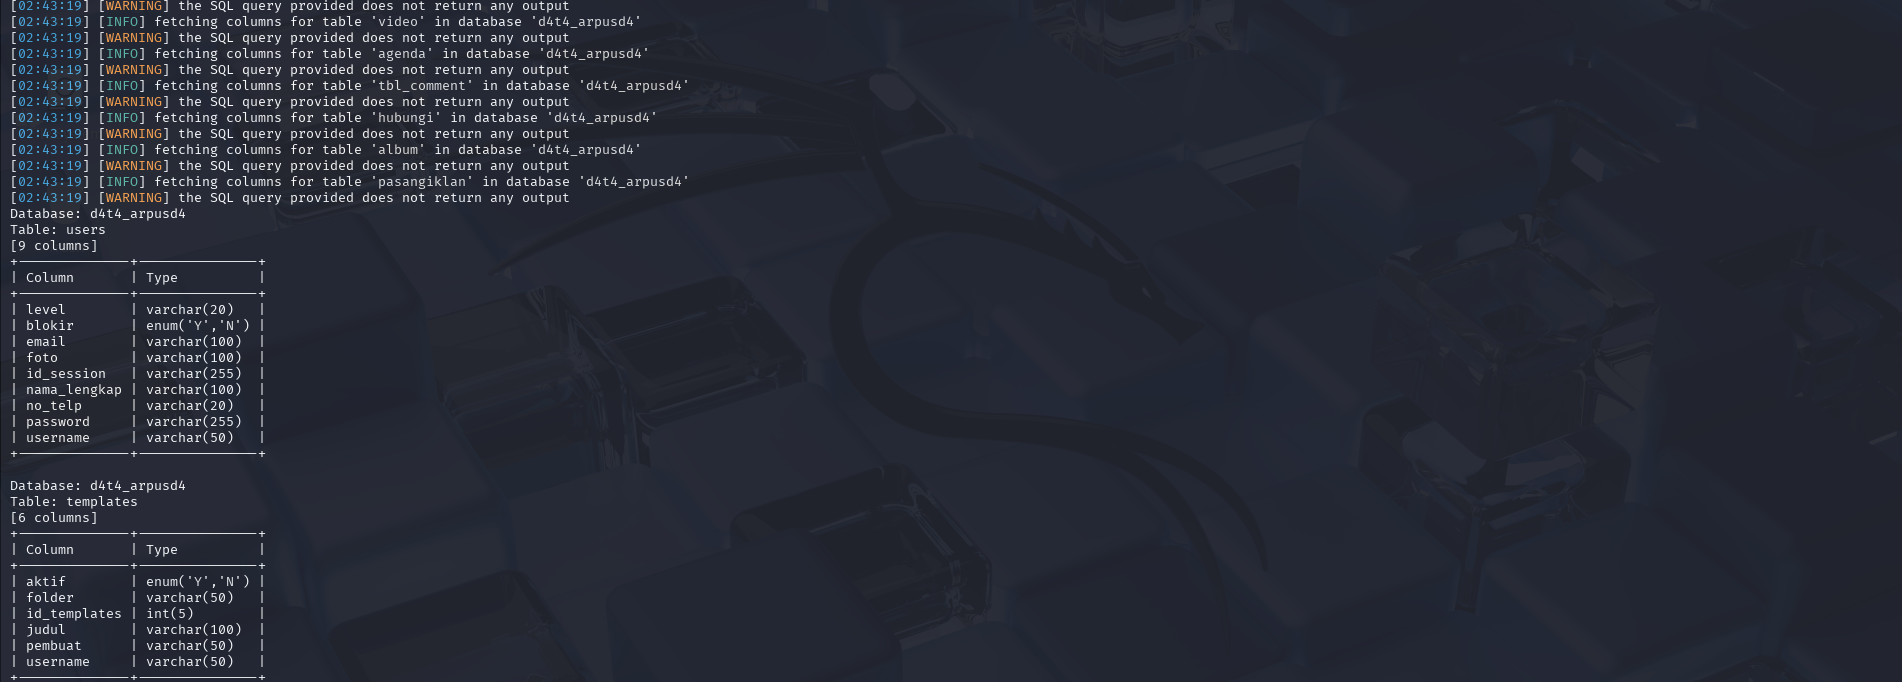 [02:43:19] [WARNING] the SQL query provided does not return any output
[02:43:19] [INFO] fetching columns for table 'video' in database 'd4t4_arpusd4'
[02:43:19] [WARNING] the SQL query provided does not return any output
[02:43:19] [INFO] fetching columns for table 'agenda' in database 'd4t4_arpusd4'
[02:43:19] [WARNING] the SQL query provided does not return any output
[02:43:19] [INFO] fetching columns for table 'tbl_comment' in database 'd4t4_arpusd4'
[02:43:19] [WARNING] the SQL query provided does not return any output
[02:43:19] [INFO] fetching columns for table 'hubungi' in database 'd4t4_arpusd4'
[02:43:19] [WARNING] the SQL query provided does not return any output
[02:43:19] [INFO] fetching columns for table 'album' in database 'd4t4_arpusd4'
[02:43:19] [WARNING] the SQL query provided does not return any output
[02:43:19] [INFO] fetching columns for table 'pasangiklan' in database 'd4t4_arpusd4'
[02:43:19] [WARNING] the SQL query provided does not return any output
Database: d4t4_arpusd4
Table: users
[9 columns]
+--------------+---------------+
| Column       | Type          |
+--------------+---------------+
| level        | varchar(20)   |
| blokir       | enum('Y','N') |
| email        | varchar(100)  |
| foto         | varchar(100)  |
| id_session   | varchar(255)  |
| nama_lengkap | varchar(100)  |
| no_telp      | varchar(20)   |
| password     | varchar(255)  |
| username     | varchar(50)   |
+--------------+---------------+
Database: d4t4_arpusd4
Table: templates
[6 columns]
+--------------+---------------+
| Column       | Type          |
+--------------+---------------+
| aktif        | enum('Y','N') |
| folder       | varchar(50)   |
| id_templates | int(5)        |
| judul        | varchar(100)  |
| pembuat      | varchar(50)   |
| username     | varchar(50)   |
+--------------+---------------+